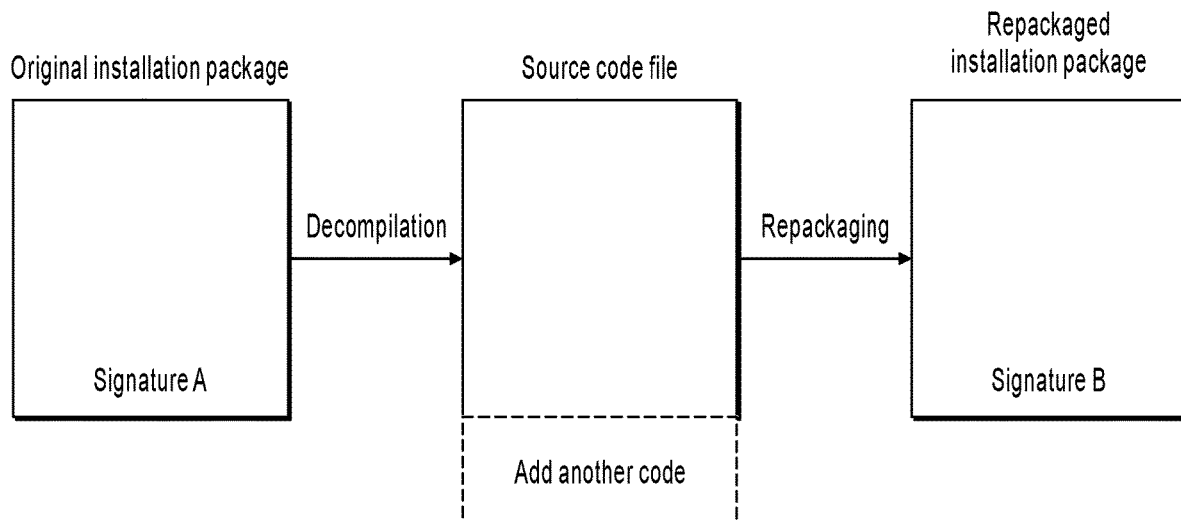 Original installation package
Source code file
Repackaged
installation package
Decompilation
Repackaging
Signature A
Signature B
Add another code